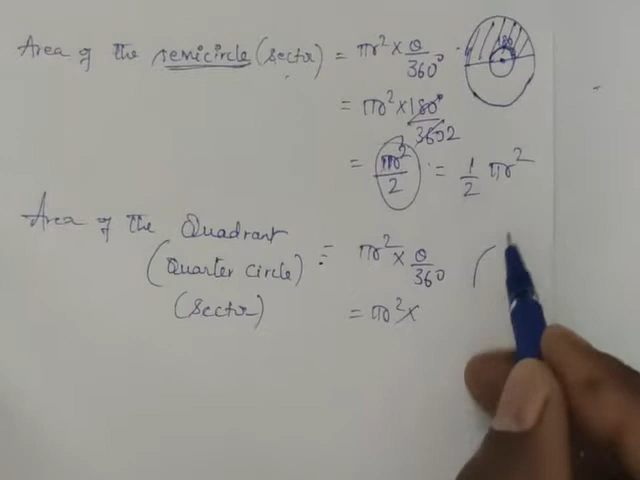 Area of the semicircle (sector) = πr² × θ/360°
180°
= πr² × 180°/360 2
= πr²/2 = 1/2 πr²
Area of the Quadrant
(Quarter circle) = πr² × θ/360
(Sector) = πr² ×